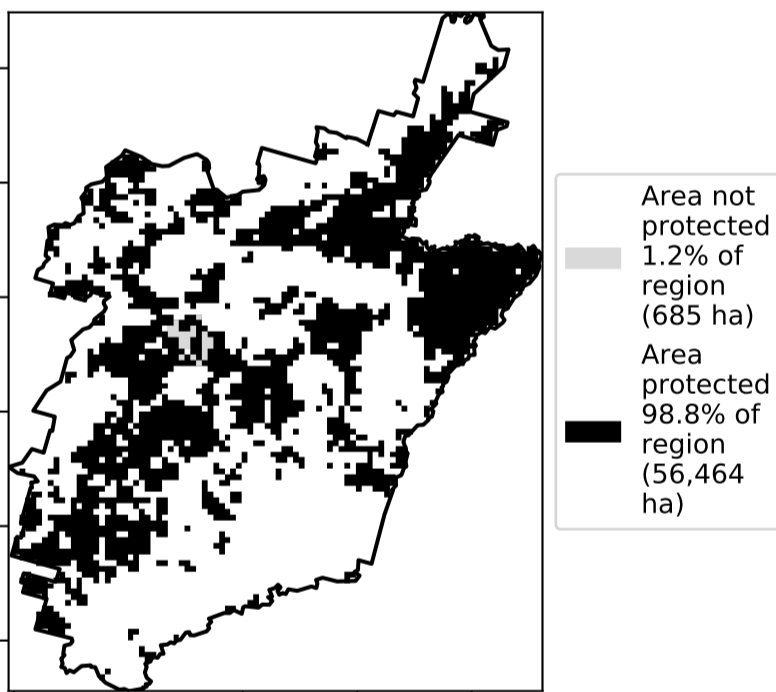 Area not
protected
1.2% of
region
(685 ha)
Area
protected
98.8% of
region
(56,464
ha)